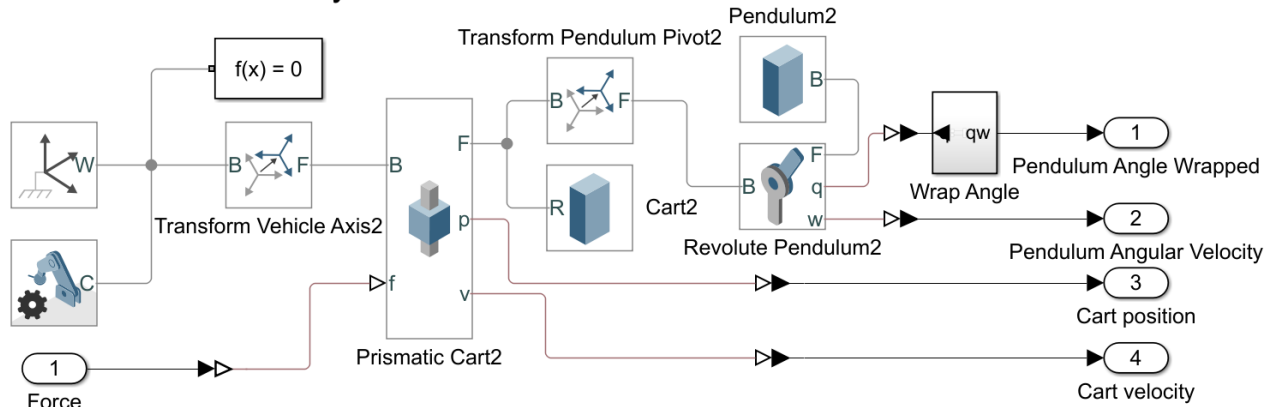 Pendulum2
Transform Pendulum Pivot2
f(x) = 0
B
B
F
W
B
F
B
F
F
q
qw
1
Pendulum Angle Wrapped
B
q
Wrap Angle
R
Cart2
p
w
2
Transform Vehicle Axis2
Revolute Pendulum2
Pendulum Angular Velocity
C
f
v
3
Cart position
1
Prismatic Cart2
4
Force
Cart velocity